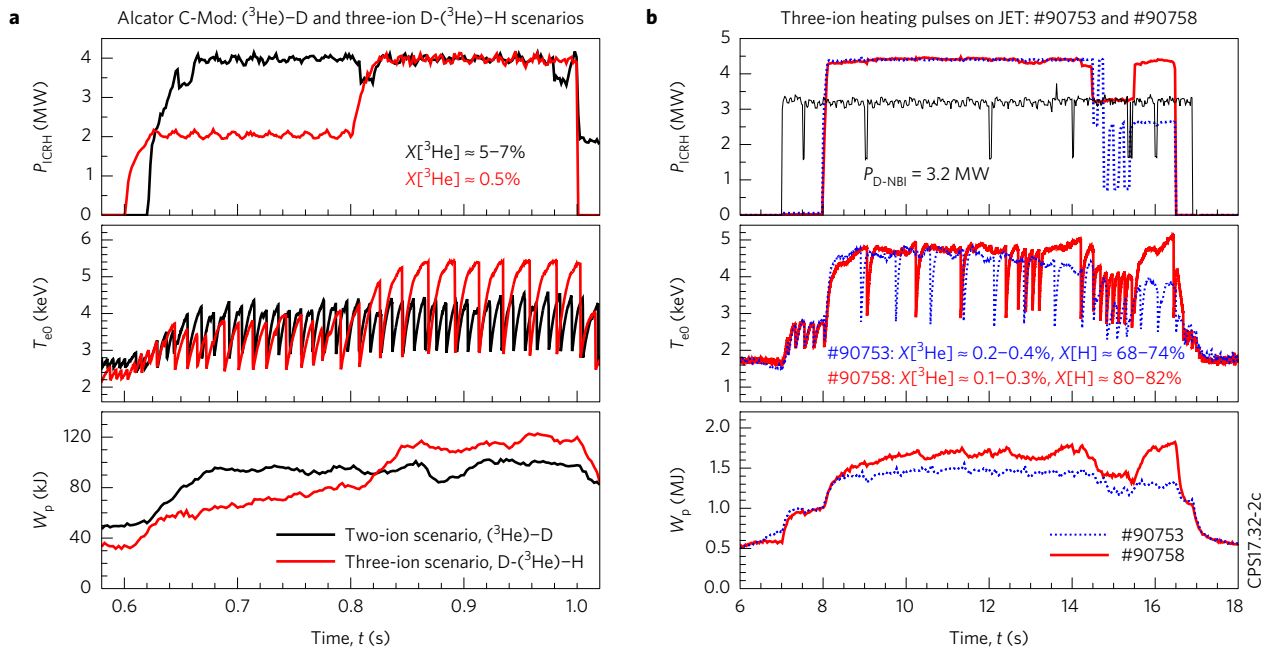 a
Alcator C-Mod: (³He)–D and three-ion D-(³He)–H scenarios
5
4
3
2
1
0
P_ICRH (MW)
X[³He] ≈ 5–7%
X[³He] ≈ 0.5%
6
5
4
3
2
T_e0 (keV)
120
80
40
0
W_p (kJ)
Two-ion scenario, (³He)–D
Three-ion scenario, D-(³He)–H
0.6 0.7 0.8 0.9 1.0
Time, t (s)
b
Three-ion heating pulses on JET: #90753 and #90758
5
4
3
2
1
0
P_ICRH (MW)
P_D-NBI = 3.2 MW
5
4
3
2
1
T_e0 (keV)
#90753: X[³He] ≈ 0.2–0.4%, X[H] ≈ 68–74%
#90758: X[³He] ≈ 0.1–0.3%, X[H] ≈ 80–82%
2.0
1.5
1.0
0.5
0.0
W_p (MJ)
#90753
#90758
6 8 10 12 14 16 18
Time, t (s)
CPS17.32-2c